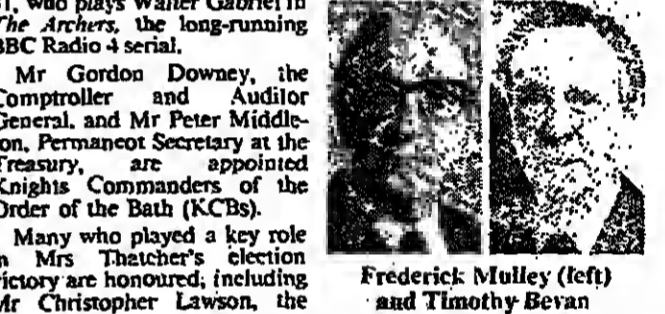 81, who plays Walter Gabriel in
The Archers, the long-running
BBC Radio 4 serial.
Mr Gordon Downey, the
Comptroller and Auditor
General, and Mr Peter Middle-
ton, Permanent Secretary at the
Treasury, are appointed
Knights Commanders of the
Order of the Bath (KCBs).
Many who played a key role
in Mrs Thatcher's election
victory are honoured, including
Mr Christopher Lawson, the
Frederick Mulley (left)
and Timothy Bevan